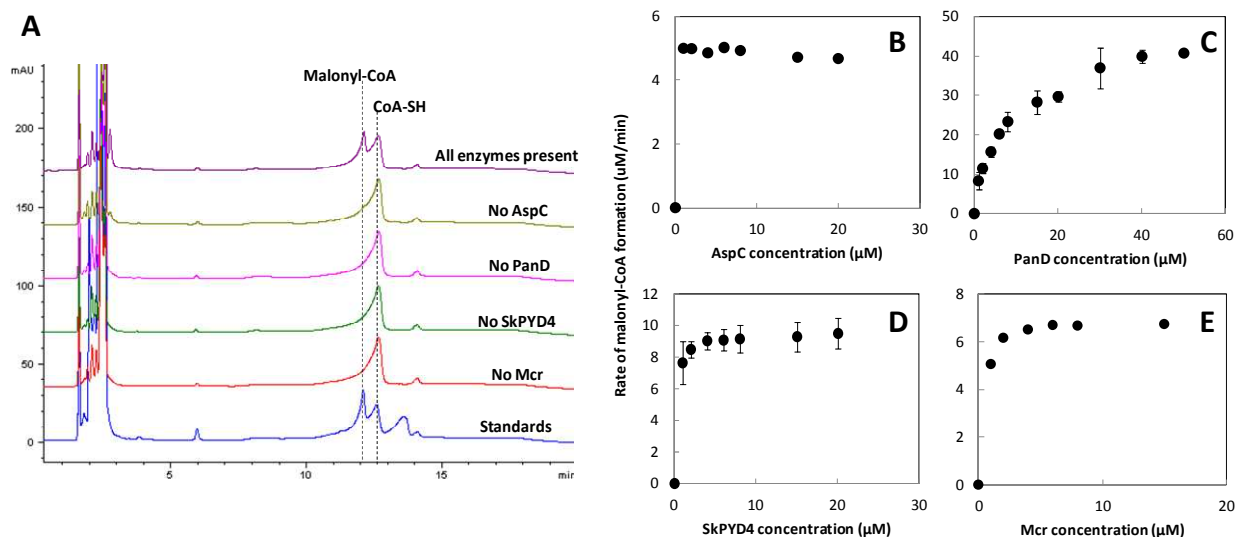 A
mAU
Malonyl-CoA
CoA-SH
200
All enzymes present
150
No AspC
100
No PanD
No SkPYD4
50
No Mcr
0
Standards
5
10
15
min
Rate of malonyl-CoA formation (uM/min)
B
6
5
4
3
2
1
0
0
10
20
30
AspC concentration (µM)
C
50
40
30
20
10
0
0
20
40
60
PanD concentration (µM)
D
12
10
8
6
4
2
0
0
10
20
30
SkPYD4 concentration (µM)
E
8
6
4
2
0
0
10
20
Mcr concentration (µM)